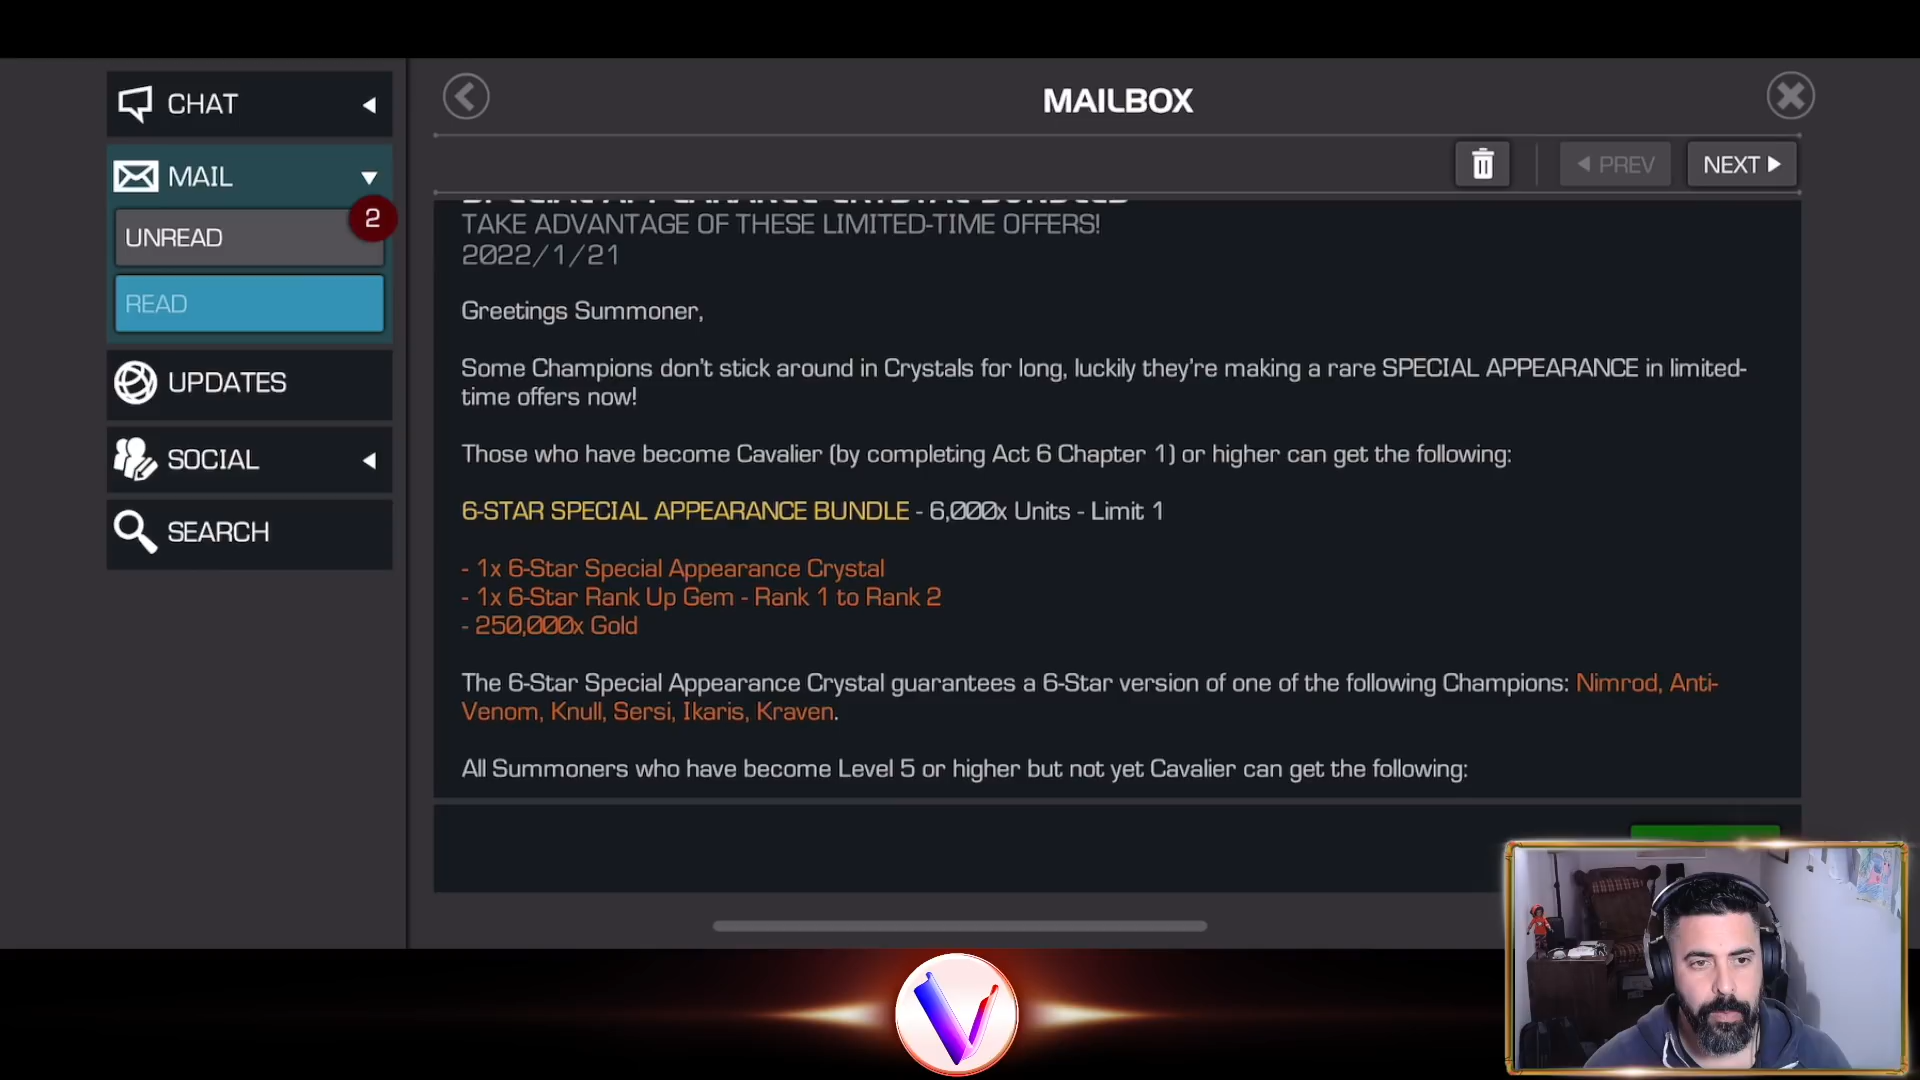 CHAT
MAIL
2
UNREAD
READ
UPDATES
SOCIAL
SEARCH
MAILBOX
PREV
NEXT
SPECIAL APPEARANCE CRYSTAL BUNDLES
TAKE ADVANTAGE OF THESE LIMITED-TIME OFFERS!
2022/1/21
Greetings Summoner,
Some Champions don't stick around in Crystals for long, luckily they're making a rare SPECIAL APPEARANCE in limited-
time offers now!
Those who have become Cavalier (by completing Act 6 Chapter 1) or higher can get the following:
6-STAR SPECIAL APPEARANCE BUNDLE - 6,000x Units - Limit 1
- 1x 6-Star Special Appearance Crystal
- 1x 6-Star Rank Up Gem - Rank 1 to Rank 2
- 250,000x Gold
The 6-Star Special Appearance Crystal guarantees a 6-Star version of one of the following Champions: Nimrod, Anti-
Venom, Knull, Sersi, Ikaris, Kraven.
All Summoners who have become Level 5 or higher but not yet Cavalier can get the following:
V